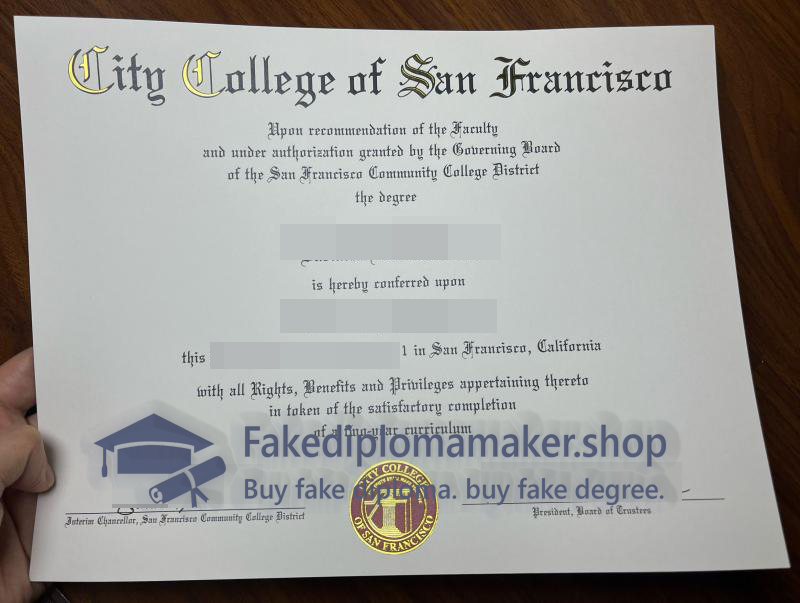 City College of San Francisco
Upon recommendation of the Faculty
and under authorization granted by the Governing Board
of the San Francisco Community College District
the degree
is hereby conferred upon
this 1 in San Francisco, California
with all Rights, Benefits and Privileges appertaining thereto
in token of the satisfactory completion
of a two-year curriculum
Fakediplomamaker.shop
Buy fake diploma. buy fake degree.
CITY COLLEGE
OF SAN FRANCISCO
Interim Chancellor, San Francisco Community College District
President, Board of Trustees